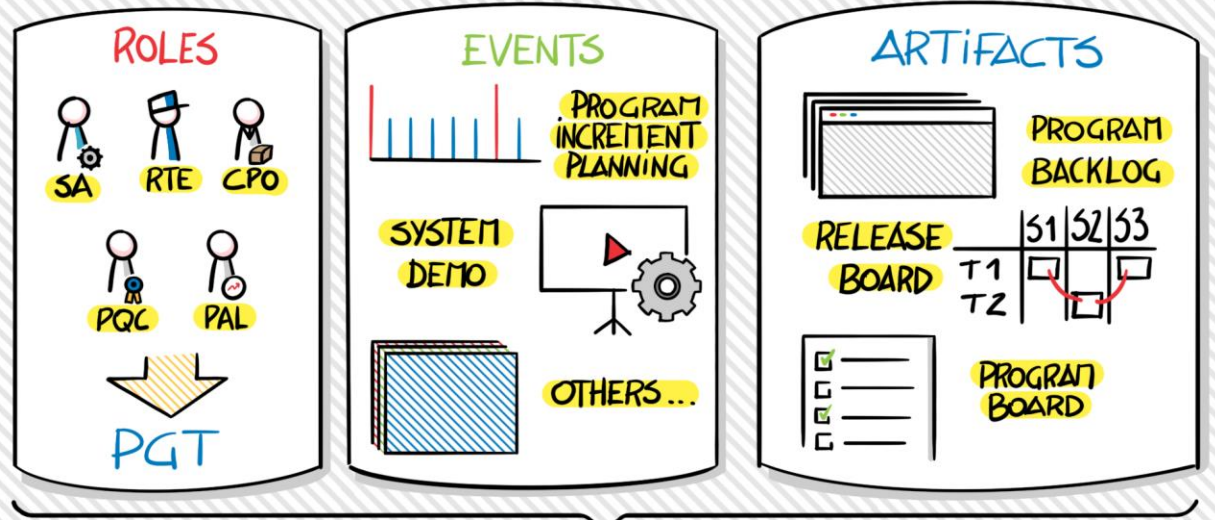 ROLES
SA
RTE
CPO
PQC
PAL
PGT
EVENTS
PROGRAM
INCREMENT
PLANNING
SYSTEM
DEMO
OTHERS...
ARTiFACTS
PROGRAM
BACKLOG
RELEASE
BOARD
S1 S2 S3
T1
T2
PROGRAM
BOARD